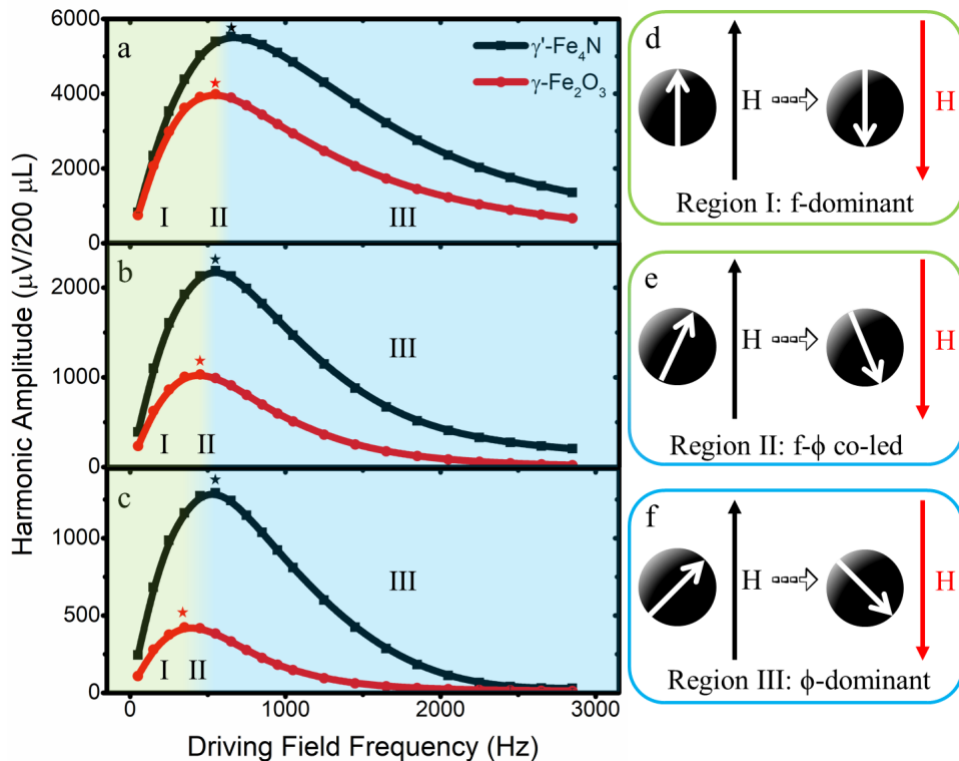 a
γ'-Fe₄N
γ-Fe₂O₃
6000
4000
2000
0
I
II
III
b
2000
1000
0
I
II
III
c
1000
500
0
I
II
III
0
1000
2000
3000
Harmonic Amplitude (μV/200 μL)
Driving Field Frequency (Hz)
d
H
H
Region I: f-dominant
e
H
H
Region II: f-ϕ co-led
f
H
H
Region III: ϕ-dominant